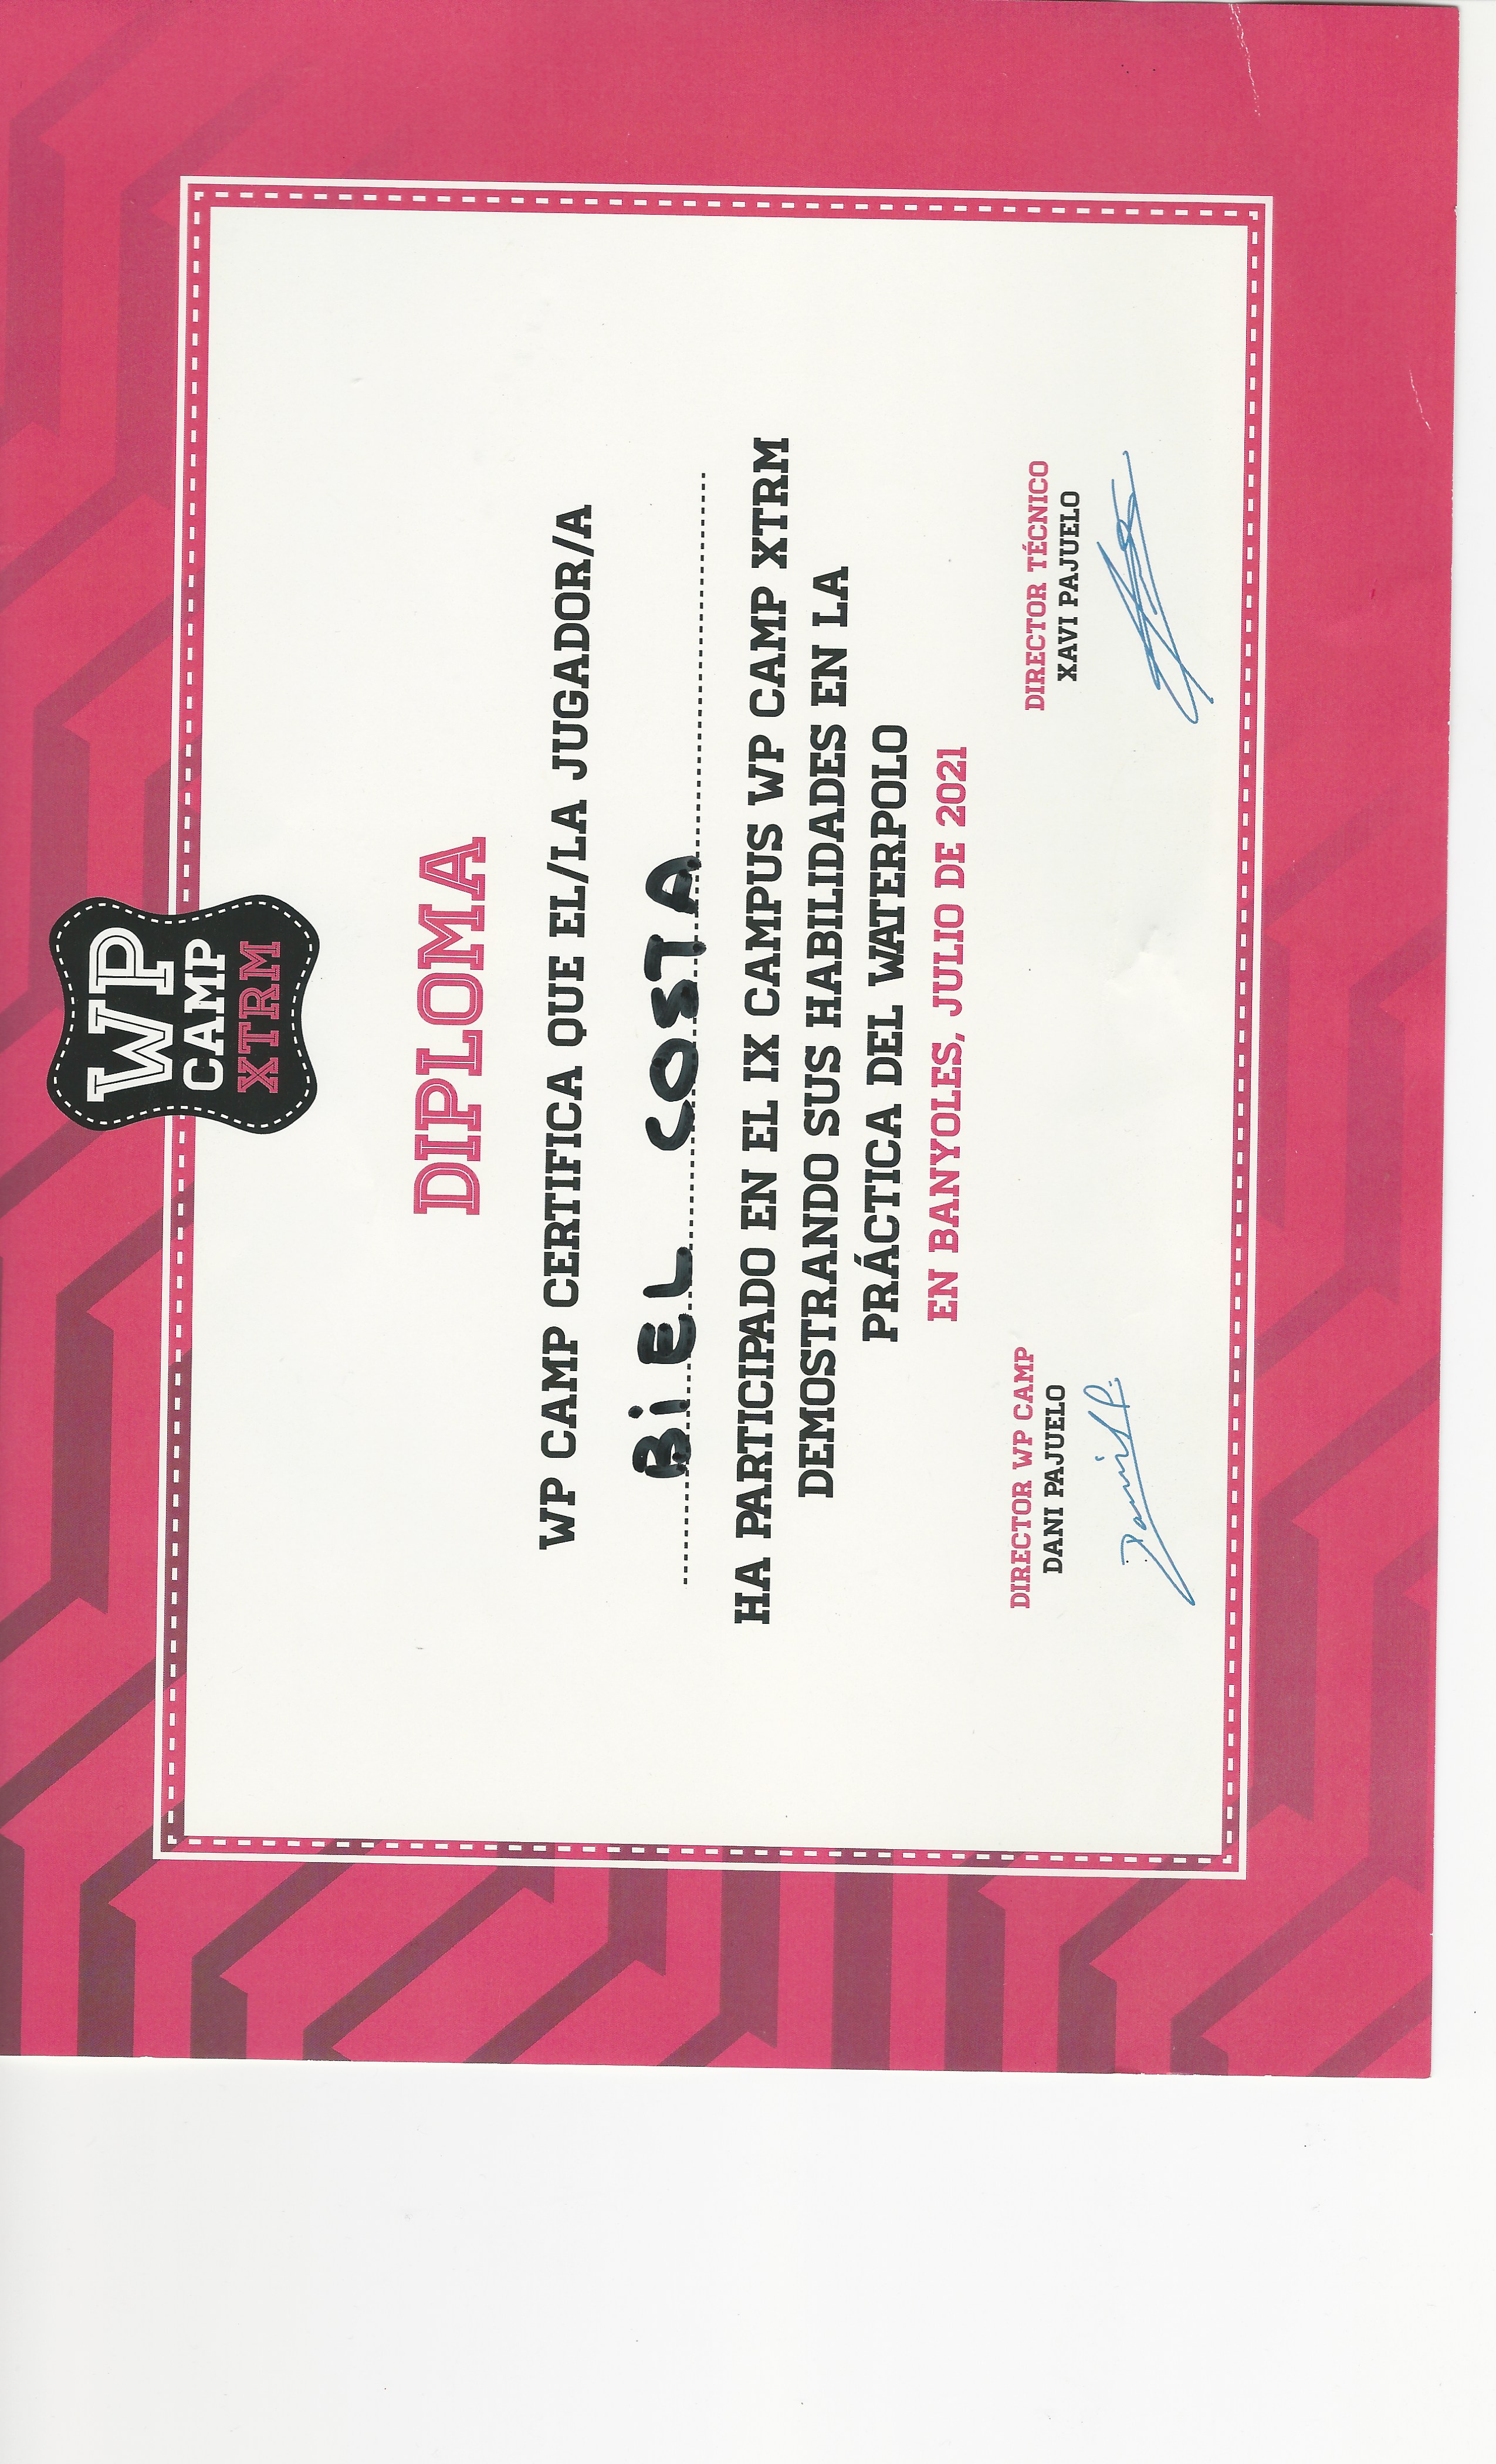 WP
CAMP
XTRM
DIPLOMA
WP CAMP CERTIFICA QUE EL/LA JUGADOR/A
BiEL COSTA
HA PARTICIPADO EN EL IX CAMPUS WP CAMP XTRM
DEMOSTRANDO SUS HABILIDADES EN LA
PRÁCTICA DEL WATERPOLO
EN BANYOLES, JULIO DE 2021
DIRECTOR WP CAMP
DANI PAJUELO
Daniel P.
DIRECTOR TÉCNICO
XAVI PAJUELO